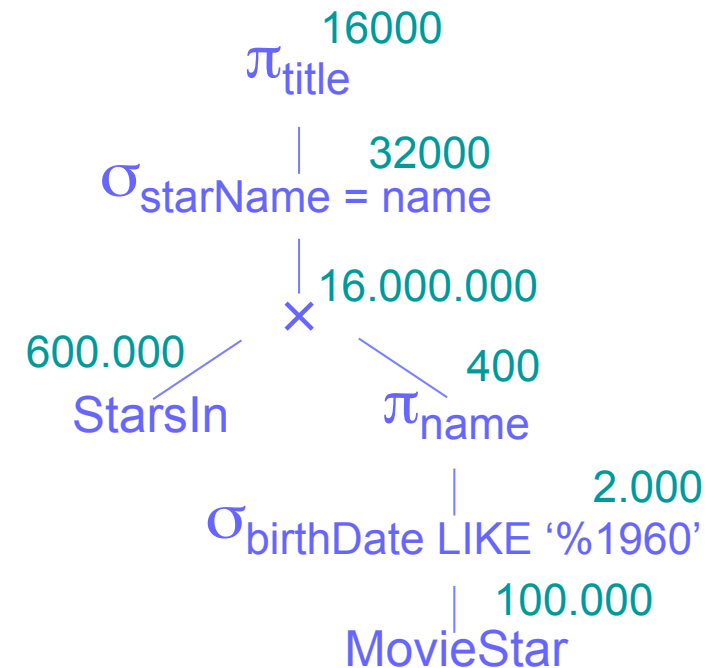 16000
πtitle
32000
σstarName = name
16.000.000
×
600.000
400
StarsIn
πname
2.000
σbirthDate LIKE ‘%1960’
100.000
MovieStar